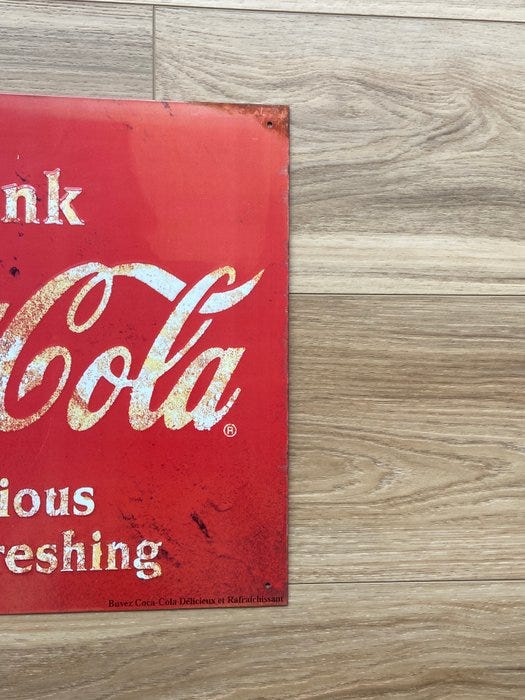 nk
Cola®
ious
reshing
Buvez Coca-Cola Délicieux et Rafraîchissant